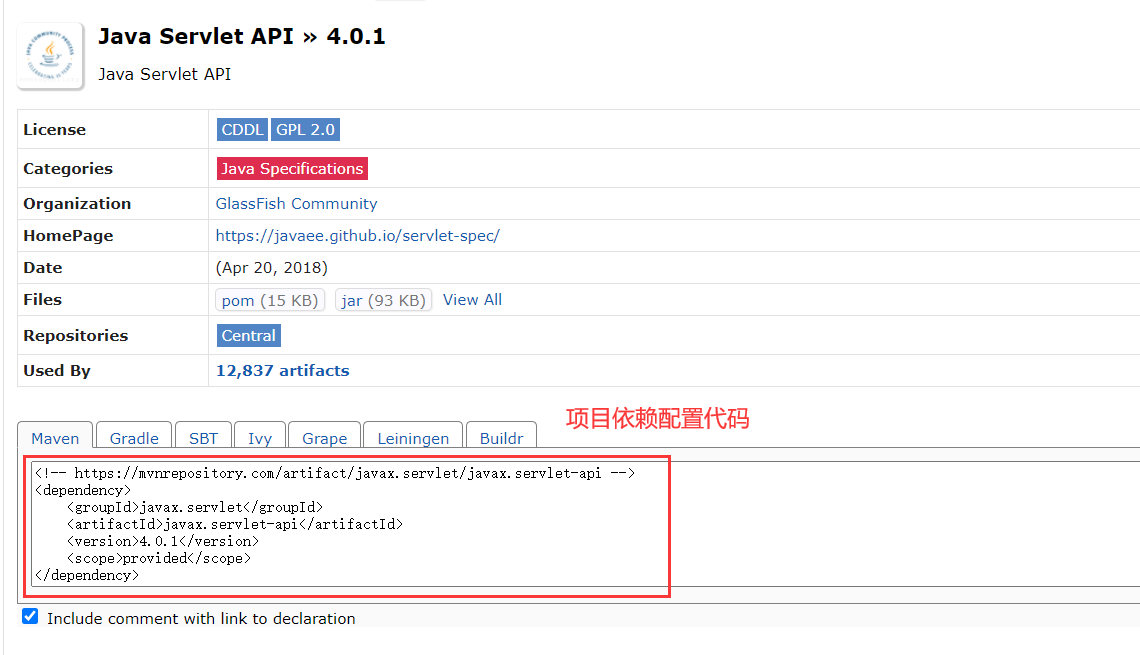 Java Servlet API » 4.0.1
Java Servlet API
License CDDL GPL 2.0
Categories Java Specifications
Organization GlassFish Community
HomePage https://javaee.github.io/servlet-spec/
Date (Apr 20, 2018)
Files pom (15 KB) jar (93 KB) View All
Repositories Central
Used By 12,837 artifacts
项目依赖配置代码
Maven Gradle SBT Ivy Grape Leiningen Buildr
<!-- https://mvnrepository.com/artifact/javax.servlet/javax.servlet-api -->
<dependency>
    <groupId>javax.servlet</groupId>
    <artifactId>javax.servlet-api</artifactId>
    <version>4.0.1</version>
    <scope>provided</scope>
</dependency>
Include comment with link to declaration